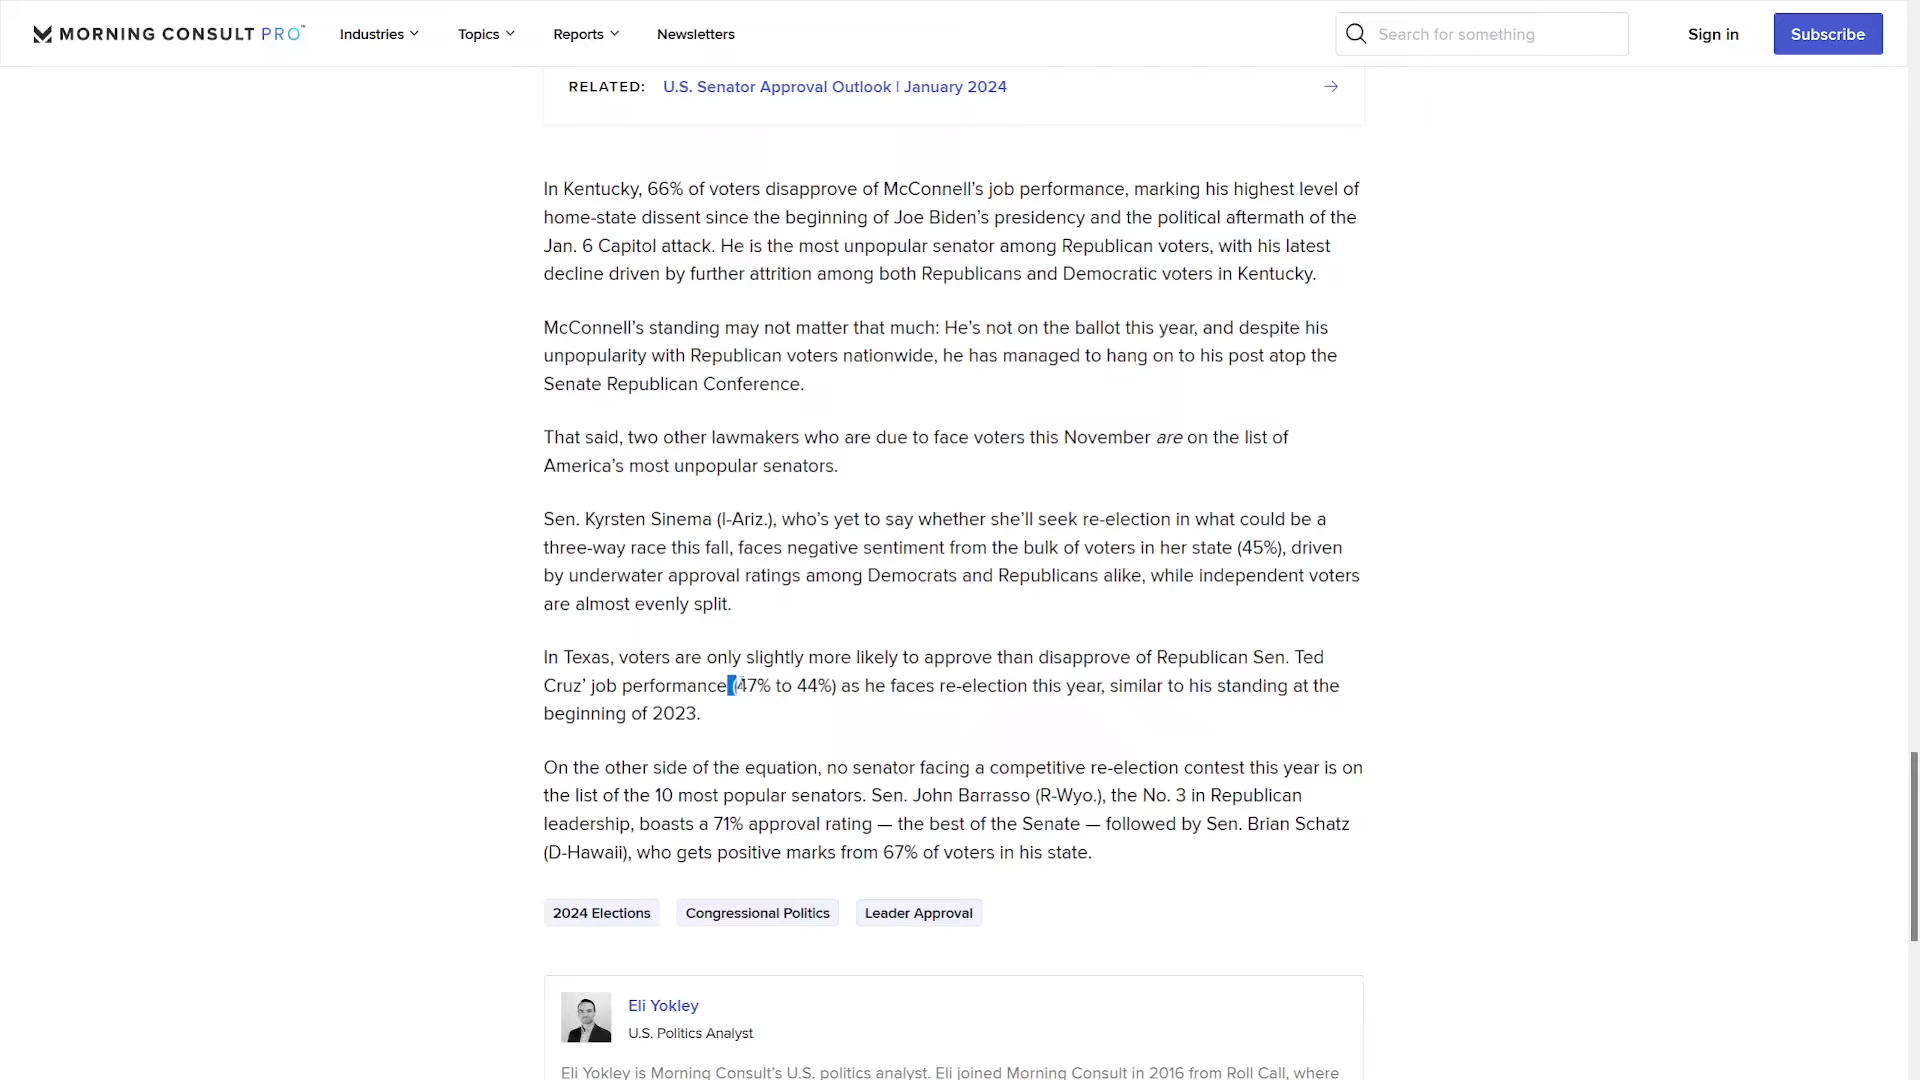 MORNING CONSULT PRO™ Industries Topics Reports Newsletters Search for something Sign in Subscribe
RELATED: U.S. Senator Approval Outlook | January 2024
In Kentucky, 66% of voters disapprove of McConnell’s job performance, marking his highest level of
home-state dissent since the beginning of Joe Biden’s presidency and the political aftermath of the
Jan. 6 Capitol attack. He is the most unpopular senator among Republican voters, with his latest
decline driven by further attrition among both Republicans and Democratic voters in Kentucky.
McConnell’s standing may not matter that much: He’s not on the ballot this year, and despite his
unpopularity with Republican voters nationwide, he has managed to hang on to his post atop the
Senate Republican Conference.
That said, two other lawmakers who are due to face voters this November are on the list of
America’s most unpopular senators.
Sen. Kyrsten Sinema (I-Ariz.), who’s yet to say whether she’ll seek re-election in what could be a
three-way race this fall, faces negative sentiment from the bulk of voters in her state (45%), driven
by underwater approval ratings among Democrats and Republicans alike, while independent voters
are almost evenly split.
In Texas, voters are only slightly more likely to approve than disapprove of Republican Sen. Ted
Cruz’ job performance (47% to 44%) as he faces re-election this year, similar to his standing at the
beginning of 2023.
On the other side of the equation, no senator facing a competitive re-election contest this year is on
the list of the 10 most popular senators. Sen. John Barrasso (R-Wyo.), the No. 3 in Republican
leadership, boasts a 71% approval rating — the best of the Senate — followed by Sen. Brian Schatz
(D-Hawaii), who gets positive marks from 67% of voters in his state.
2024 Elections Congressional Politics Leader Approval
Eli Yokley
U.S. Politics Analyst
Eli Yokley is Morning Consult’s U.S. politics analyst. Eli joined Morning Consult in 2016 from Roll Call, where